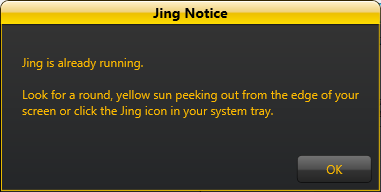 Jing Notice
Jing is already running.
Look for a round, yellow sun peeking out from the edge of your
screen or click the Jing icon in your system tray.
OK